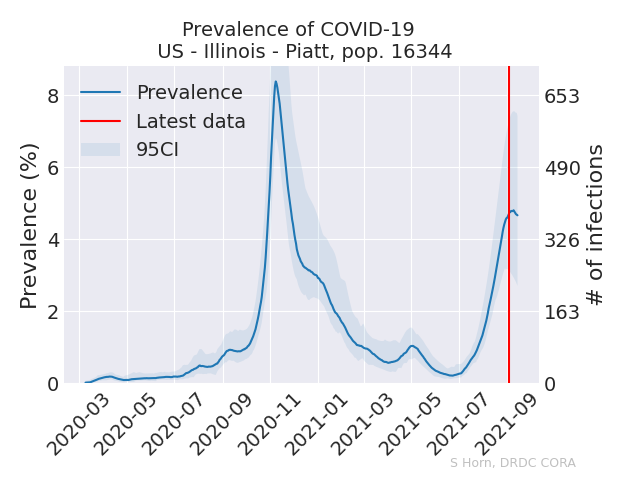 Prevalence of COVID-19
US - Illinois - Piatt, pop. 16344
Prevalence
Latest data
95CI
Prevalence (%)
8
6
4
2
0
653
490
326
163
0
# of infections
2020-03
2020-05
2020-07
2020-09
2020-11
2021-01
2021-03
2021-05
2021-07
2021-09
S Horn, DRDC CORA